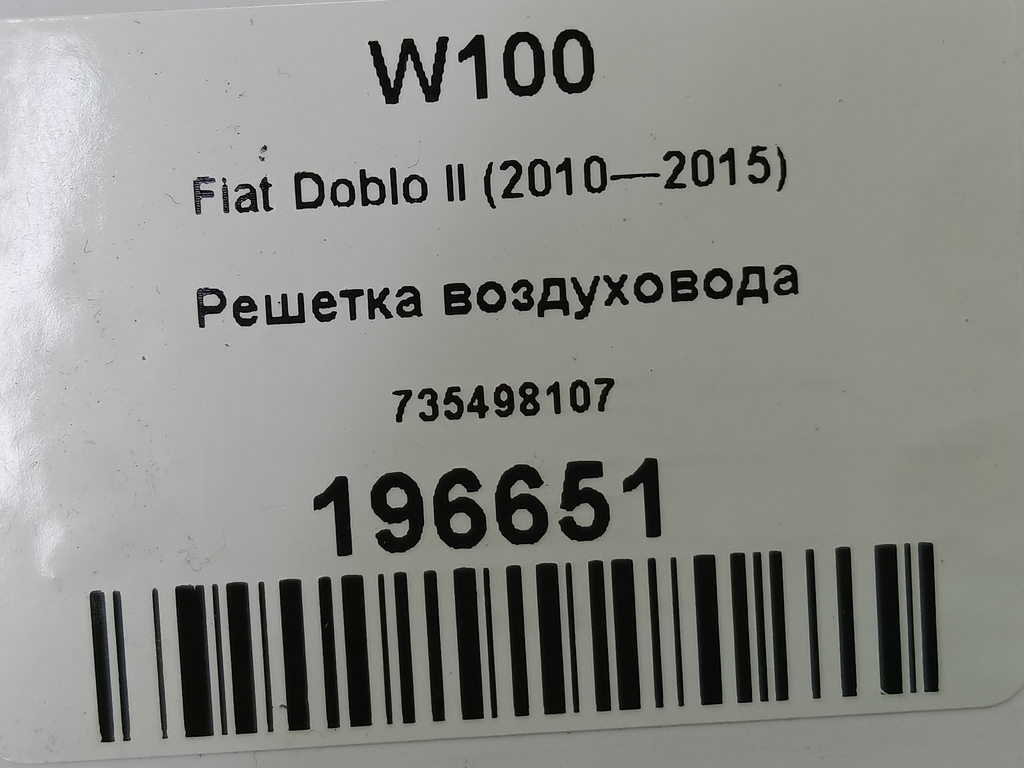 W100
Fiat Doblo II (2010—2015)
Решетка воздуховода
735498107
196651